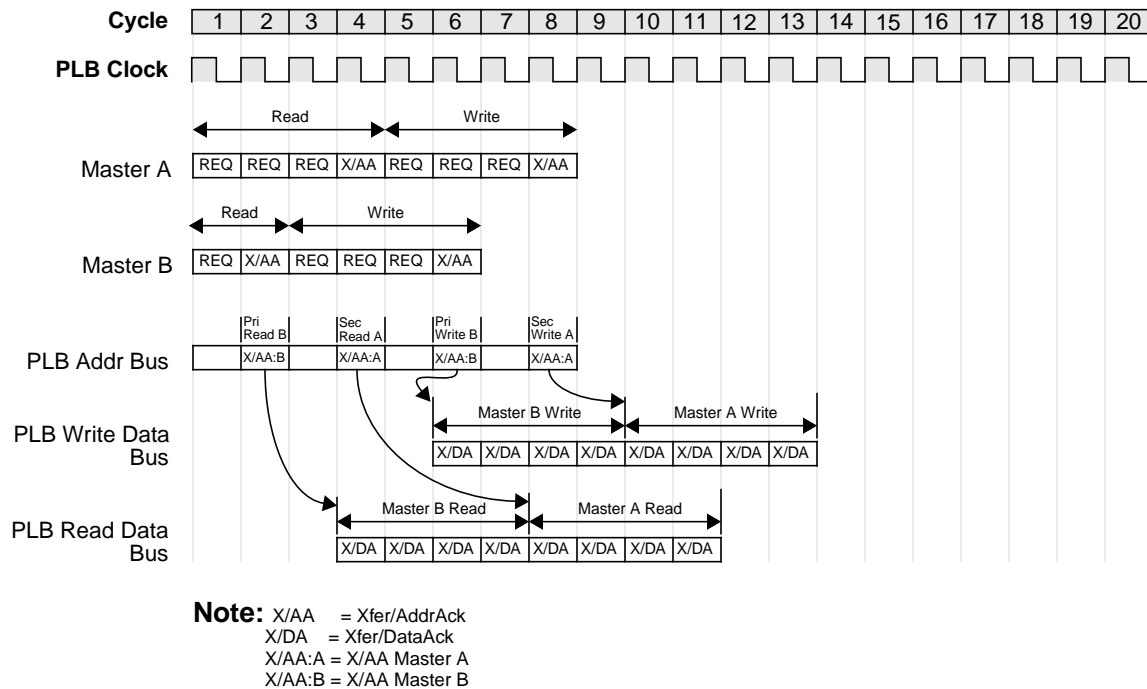 Cycle 1 2 3 4 5 6 7 8 9 10 11 12 13 14 15 16 17 18 19 20
PLB Clock
Read Write
Master A REQ REQ REQ X/AA REQ REQ REQ X/AA
Read Write
Master B REQ X/AA REQ REQ REQ X/AA
Pri Sec Pri Sec
Read B Read A Write B Write A
PLB Addr Bus X/AA:B X/AA:A X/AA:B X/AA:A
Master B Write Master A Write
PLB Write Data
Bus X/DA X/DA X/DA X/DA X/DA X/DA X/DA X/DA
Master B Read Master A Read
PLB Read Data
Bus X/DA X/DA X/DA X/DA X/DA X/DA X/DA X/DA
Note: X/AA = Xfer/AddrAck
X/DA = Xfer/DataAck
X/AA:A = X/AA Master A
X/AA:B = X/AA Master B